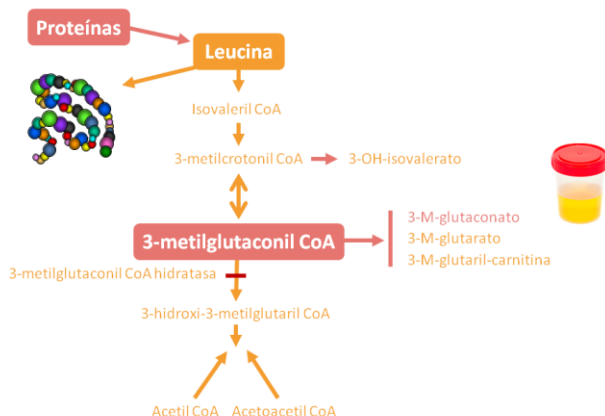 Proteínas
Leucina
Isovaleril CoA
3-metilcrotonil CoA
3-OH-isovalerato
3-metilglutaconil CoA
3-M-glutaconato
3-M-glutarato
3-M-glutaril-carnitina
3-metilglutaconil CoA hidratasa
3-hidroxi-3-metilglutaril CoA
Acetil CoA
Acetoacetil CoA